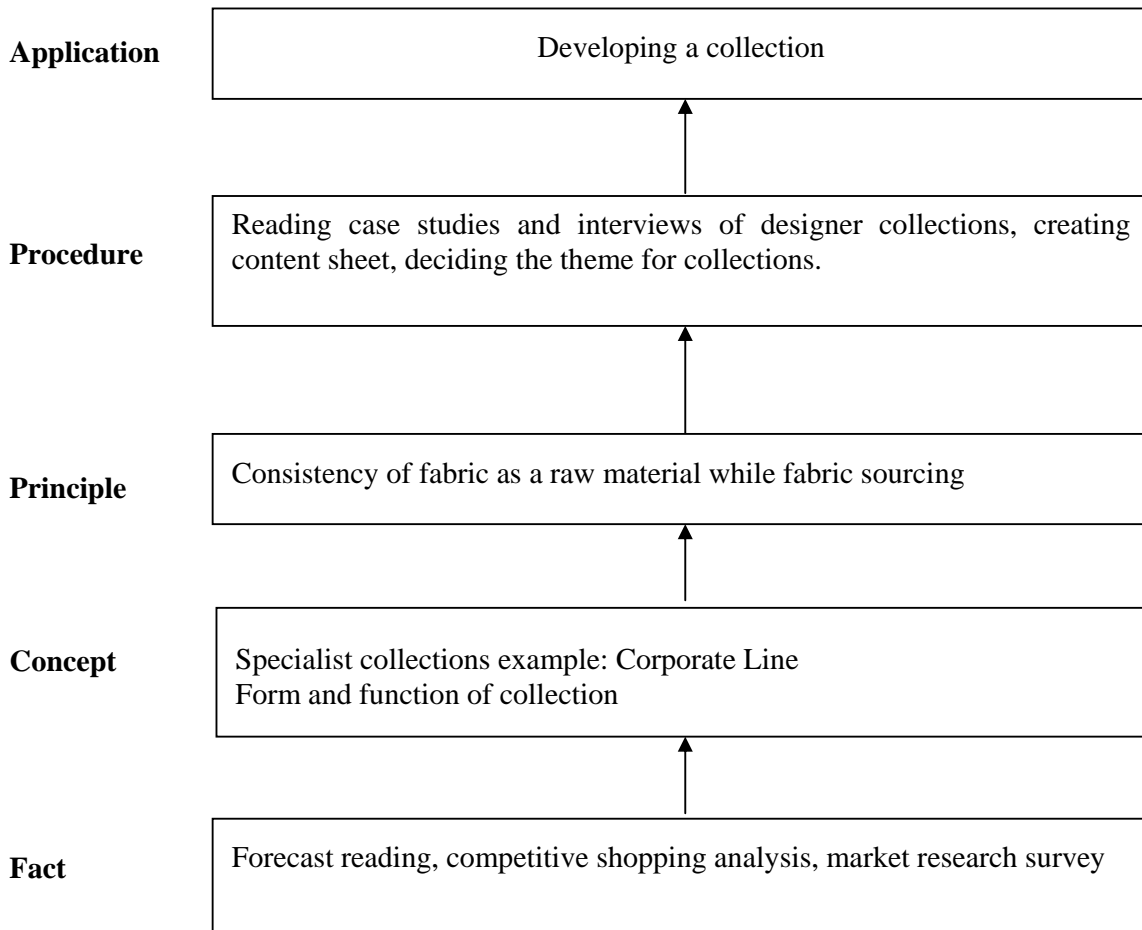 Application
Developing a collection
Procedure
Reading case studies and interviews of designer collections, creating
content sheet, deciding the theme for collections.
Principle
Consistency of fabric as a raw material while fabric sourcing
Concept
Specialist collections example: Corporate Line
Form and function of collection
Fact
Forecast reading, competitive shopping analysis, market research survey